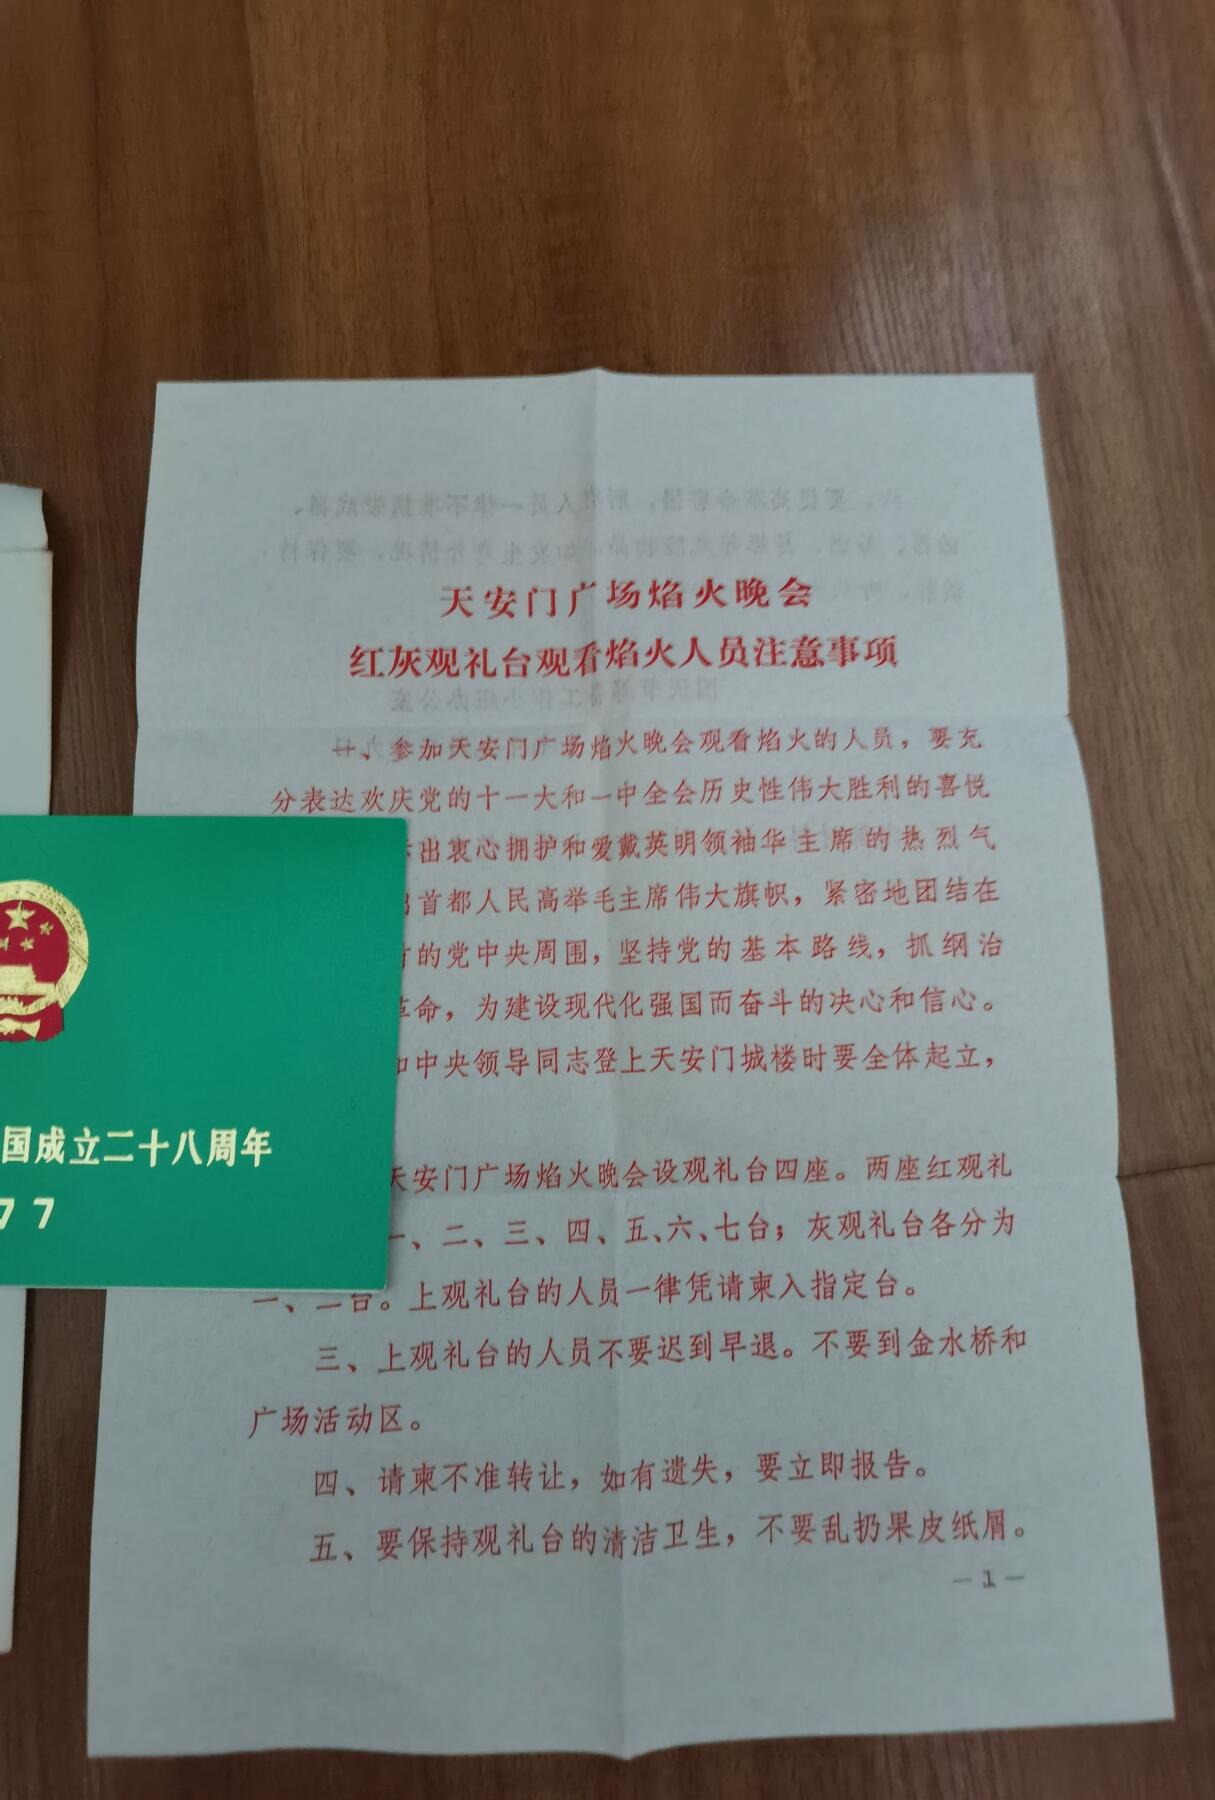 天安门广场焰火晚会
红灰观礼台观看焰火人员注意事项
一、参加天安门广场焰火晚会观看焰火的人员，要充
分表达欢庆党的十一大和一中全会历史性伟大胜利的喜悦
出衷心拥护和爱戴英明领袖华主席的热烈气
首都人民高举毛主席伟大旗帜，紧密地团结在
的党中央周围，坚持党的基本路线，抓纲治
革命，为建设现代化强国而奋斗的决心和信心。
和中央领导同志登上天安门城楼时要全体起立，
天安门广场焰火晚会设观礼台四座。两座红观礼
一、二、三、四、五、六、七台；灰观礼台各分为
一、二台。上观礼台的人员一律凭请柬入指定台。
三、上观礼台的人员不要迟到早退。不要到金水桥和
广场活动区。
四、请柬不准转让，如有遗失，要立即报告。
五、要保持观礼台的清洁卫生，不要乱扔果皮纸屑。
—1—
国成立二十八周年
77